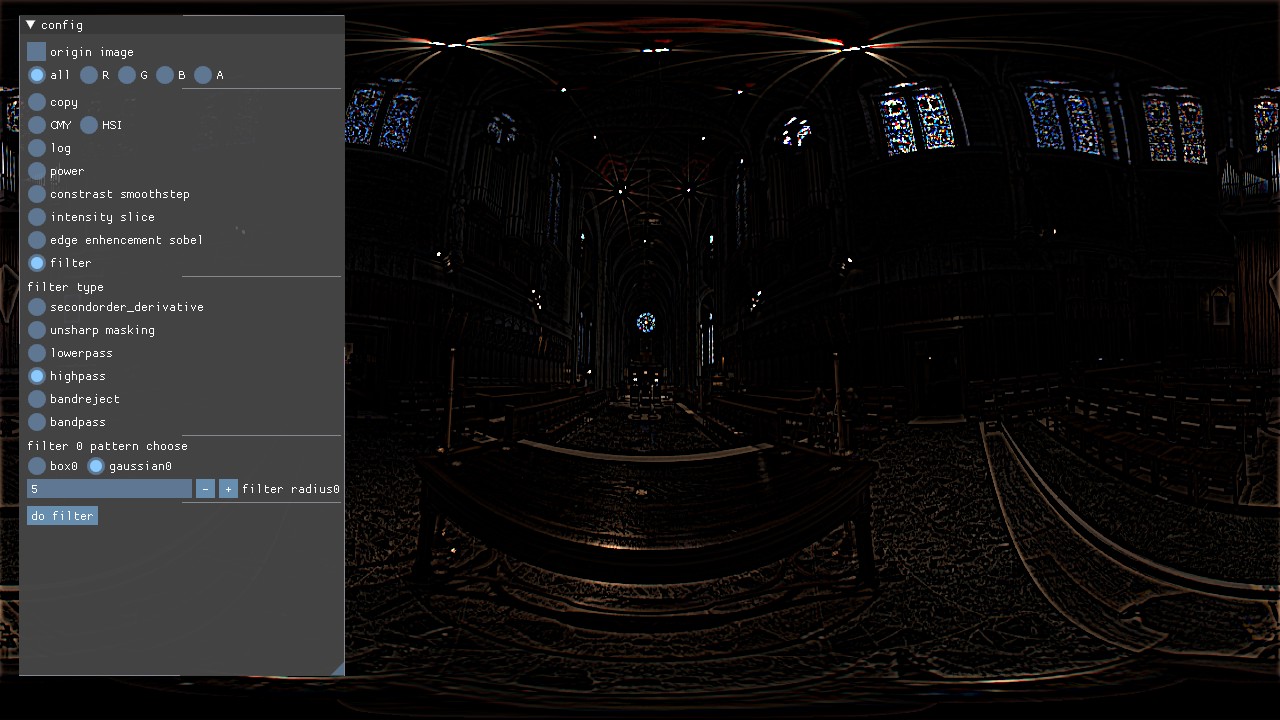 config
origin image
all R G B A
copy
CMY HSI
log
power
constrast smoothstep
intensity slice
edge enhencement sobel
filter
filter type
secondorder_derivative
unsharp masking
lowerpass
highpass
bandreject
bandpass
filter 0 pattern choose
box0 gaussian0
5 - + filter radius0
do filter